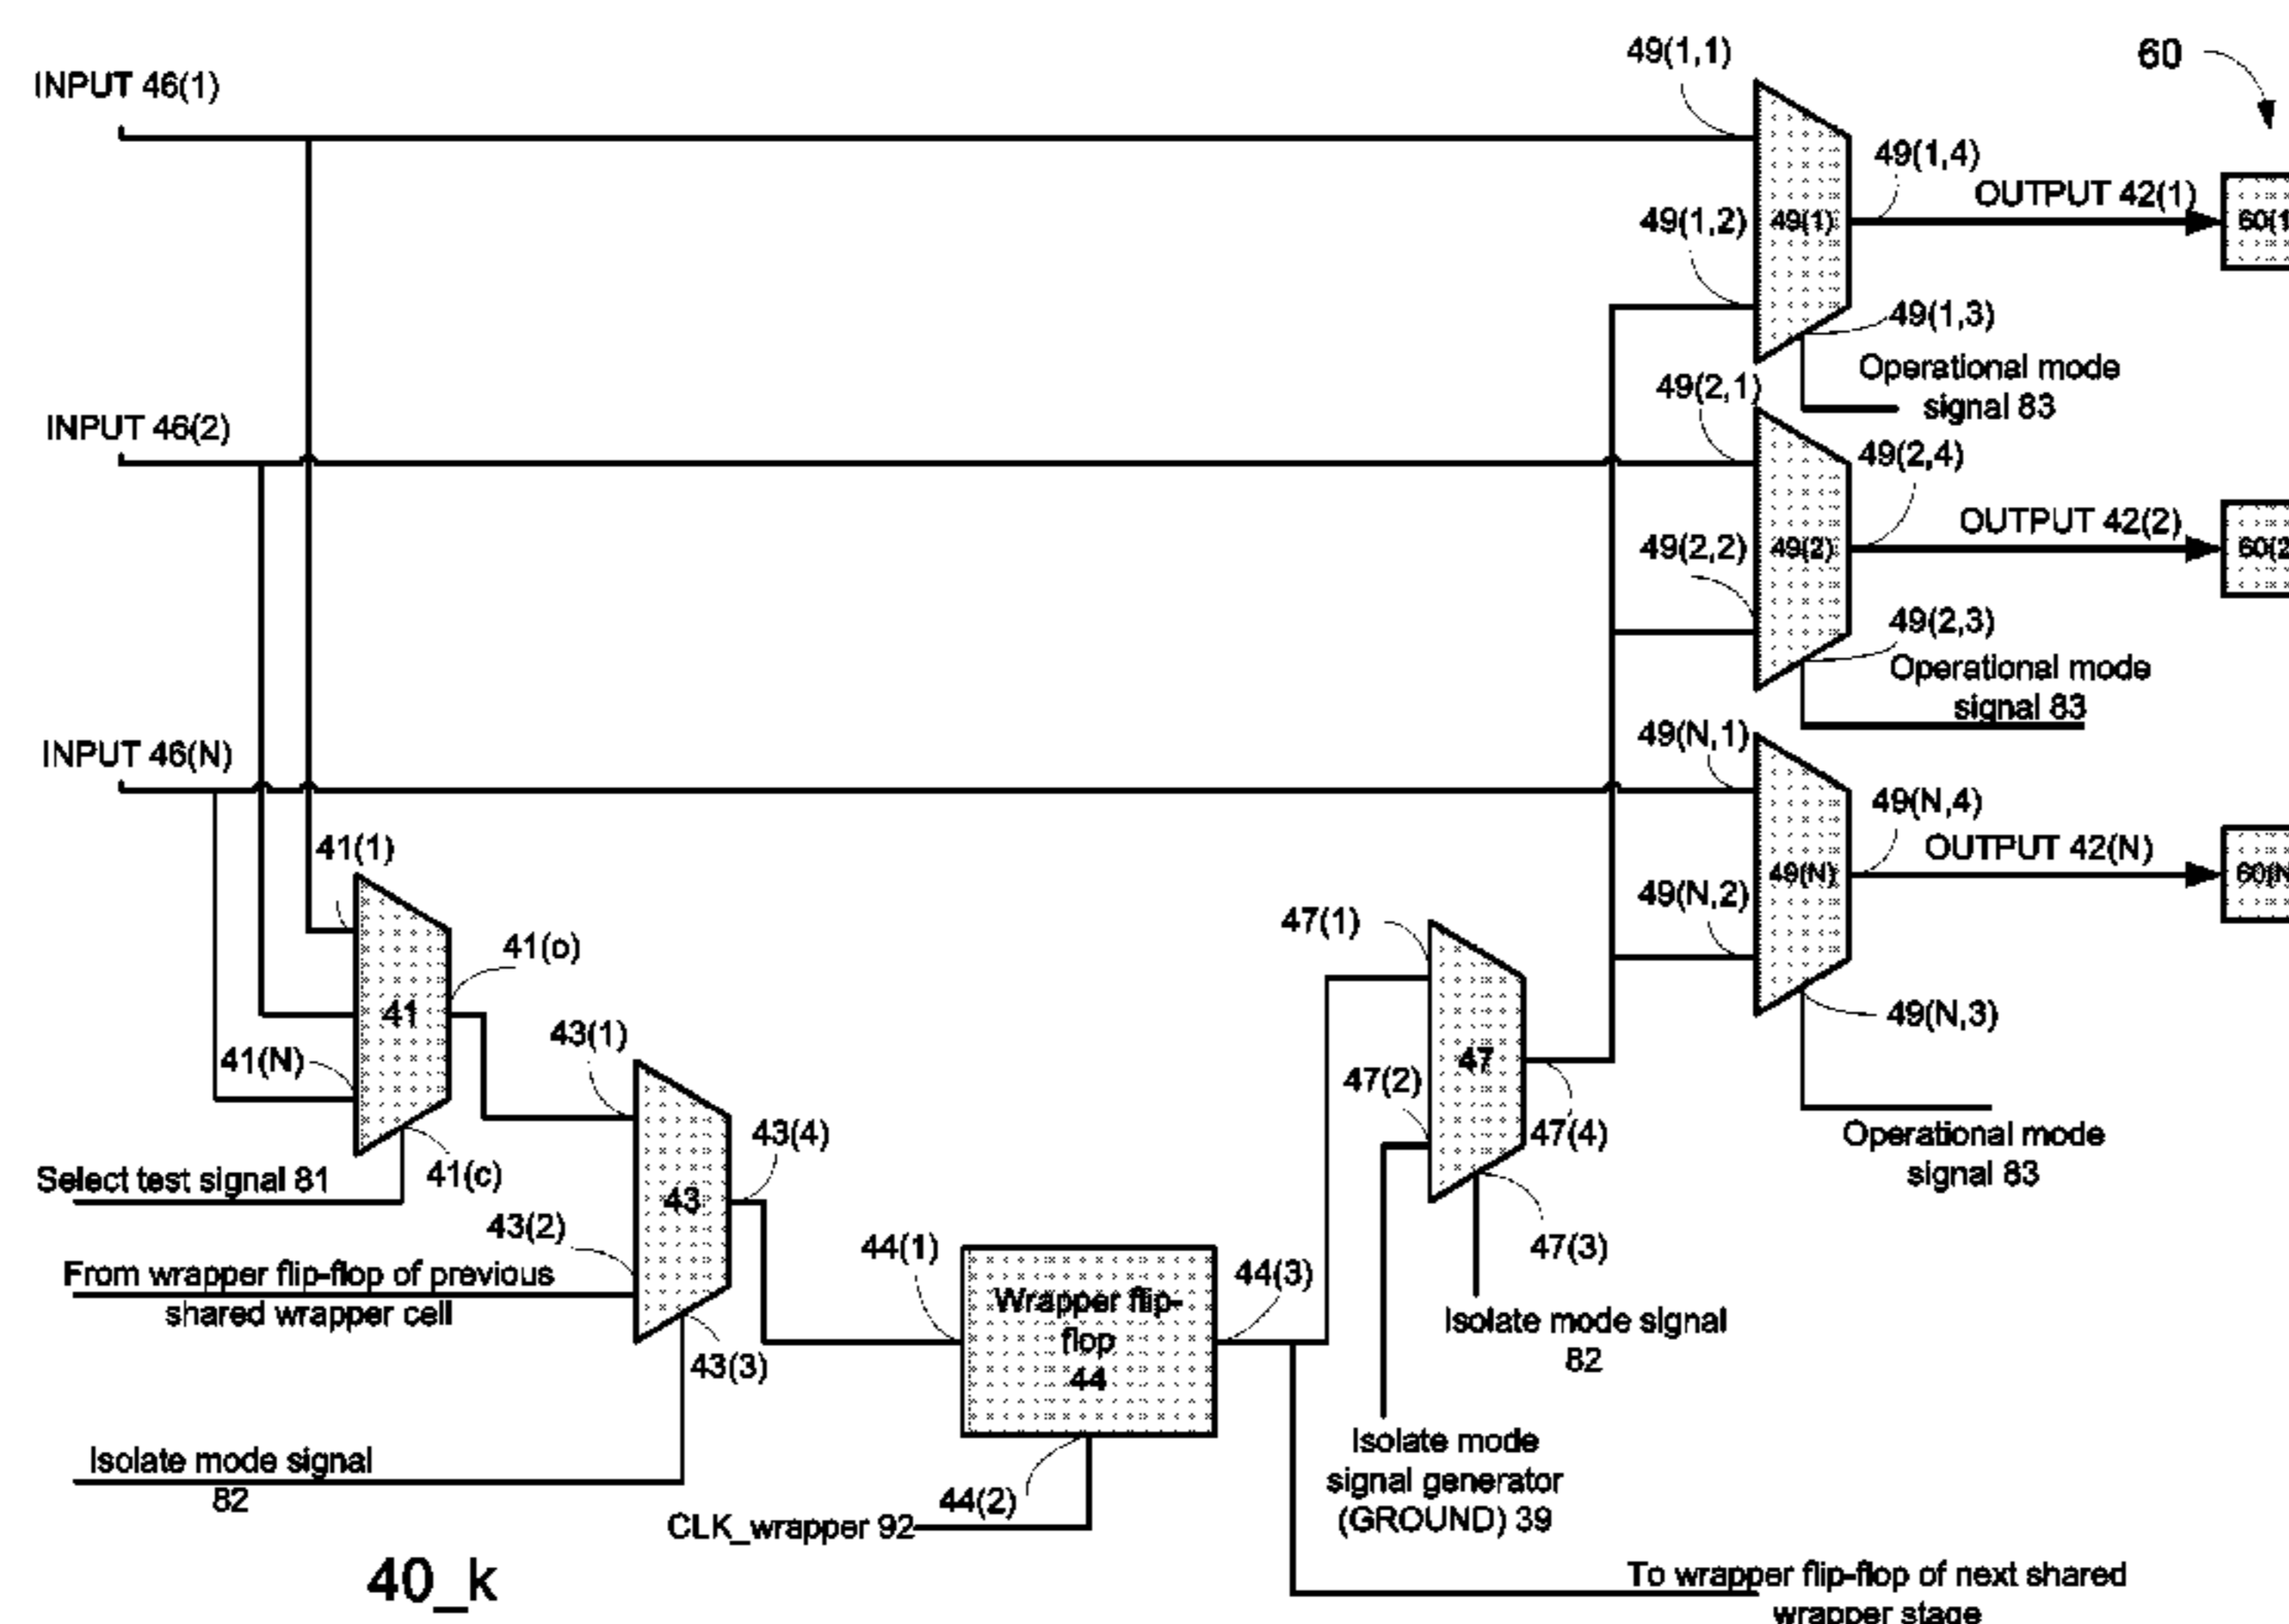 49(1,1)
60
INPUT 46(1)
49(1,4)
OUTPUT 42(1)
49(1,2)
49(1)
60(1
49(1,3)
Operational mode
signal 83
49(2,1)
INPUT 46(2)
49(2,4)
OUTPUT 42(2)
49(2,2)
49(2)
60(2
49(2,3)
Operational mode
signal 83
49(N,1)
INPUT 46(N)
49(N,4)
OUTPUT 42(N)
49(N)
60(N
49(N,2)
41(1)
47(1)
41(o)
41
49(N,3)
43(1)
41(N)
47
47(2)
43(4)
47(4)
Operational mode
signal 83
41(c)
Select test signal 81
43
43(2)
44(1)
47(3)
44(3)
From wrapper flip-flop of previous
shared wrapper cell
Wrapper flip-
flop
44
Isolate mode signal
82
43(3)
Isolate mode signal
82
Isolate mode
signal generator
(GROUND) 39
44(2)
CLK_wrapper 92
40_k
To wrapper flip-flop of next shared
wrapper stage